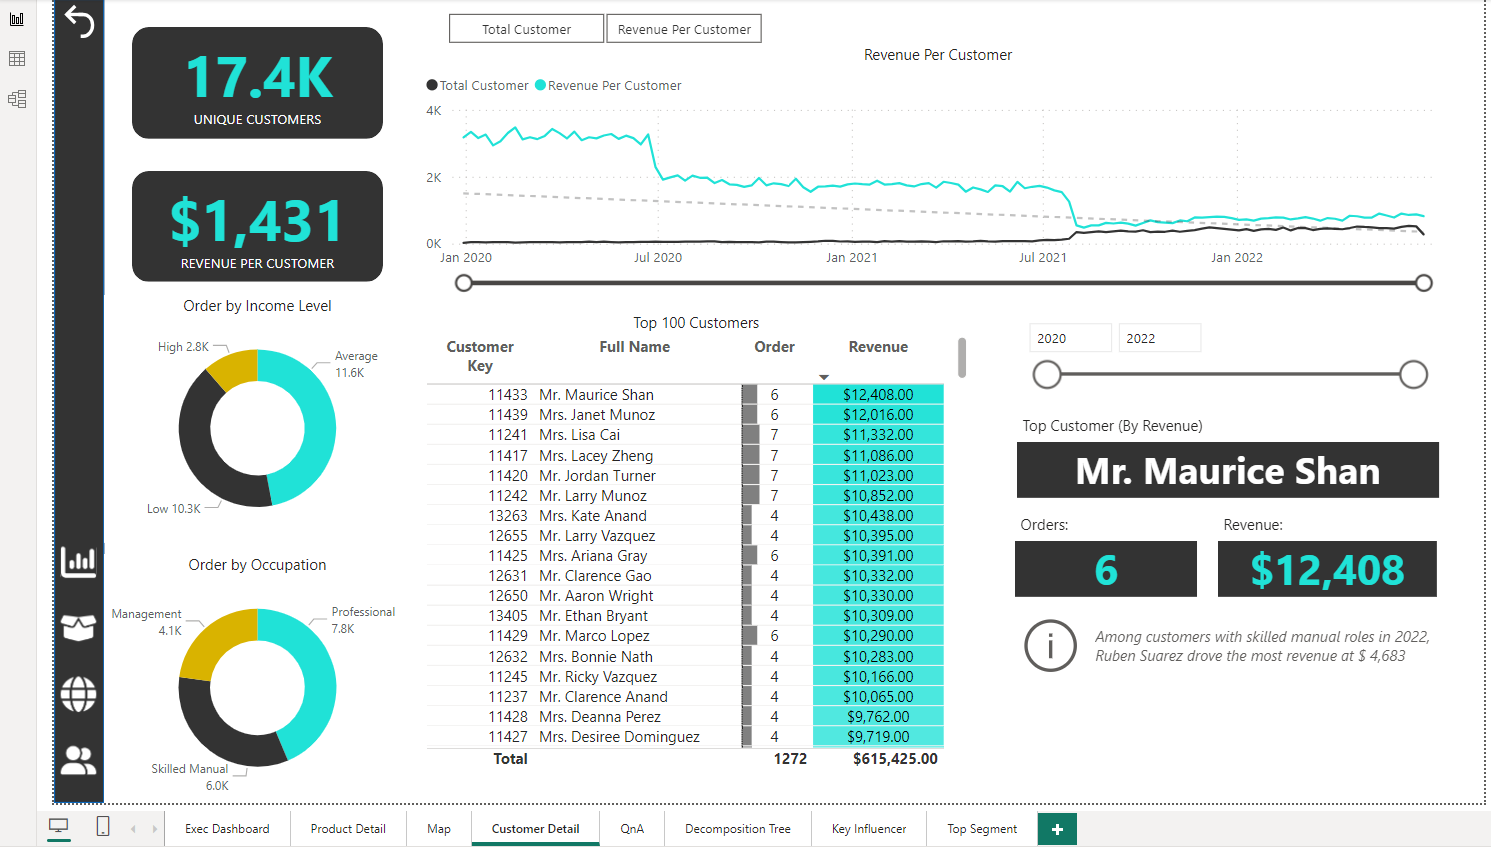 17.4K
UNIQUE CUSTOMERS
$1,431
REVENUE PER CUSTOMER
Order by Income Level
High 2.8K
Average
11.6K
Low 10.3K
Order by Occupation
Management
4.1K
Professional
7.8K
Skilled Manual
6.0K
Total Customer
Revenue Per Customer
Revenue Per Customer
Total Customer Revenue Per Customer
4K
2K
0K
Jan 2020 Jul 2020 Jan 2021 Jul 2021 Jan 2022
Top 100 Customers
Customer Key Full Name Order Revenue
11433 Mr. Maurice Shan 6 $12,408.00
11439 Mrs. Janet Munoz 6 $12,016.00
11241 Mrs. Lisa Cai 7 $11,332.00
11417 Mrs. Lacey Zheng 7 $11,086.00
11420 Mr. Jordan Turner 7 $11,023.00
11242 Mr. Larry Munoz 7 $10,852.00
13263 Mrs. Kate Anand 4 $10,438.00
12655 Mr. Larry Vazquez 4 $10,395.00
11425 Mrs. Ariana Gray 6 $10,391.00
12631 Mr. Clarence Gao 4 $10,332.00
12650 Mr. Aaron Wright 4 $10,330.00
13405 Mr. Ethan Bryant 4 $10,309.00
11429 Mr. Marco Lopez 6 $10,290.00
12632 Mrs. Bonnie Nath 4 $10,283.00
11245 Mr. Ricky Vazquez 4 $10,166.00
11237 Mr. Clarence Anand 4 $10,065.00
11428 Mrs. Deanna Perez 4 $9,762.00
11427 Mrs. Desiree Dominguez 4 $9,719.00
Total 1272 $615,425.00
2020 2022
Top Customer (By Revenue)
Mr. Maurice Shan
Orders: Revenue:
6 $12,408
i
Among customers with skilled manual roles in 2022,
Ruben Suarez drove the most revenue at $ 4,683
Exec Dashboard Product Detail Map Customer Detail QnA Decomposition Tree Key Influencer Top Segment +